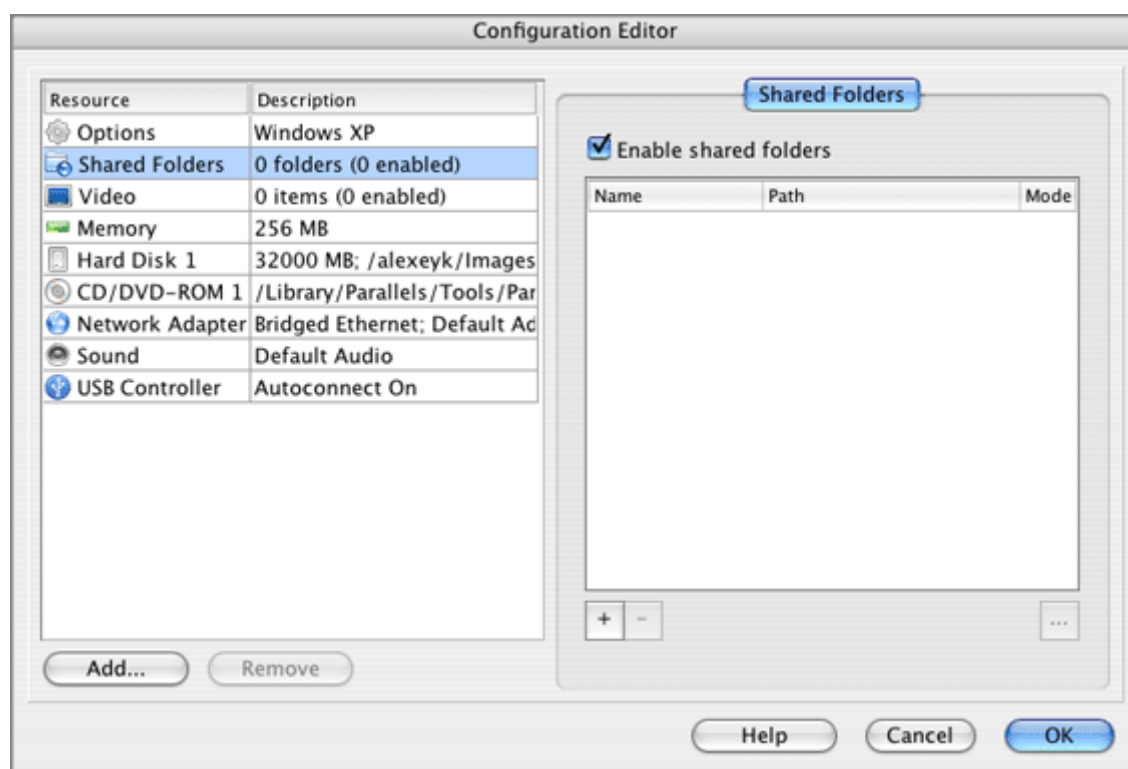 Configuration Editor
Resource Description
Options Windows XP
Shared Folders 0 folders (0 enabled)
Video 0 items (0 enabled)
Memory 256 MB
Hard Disk 1 32000 MB; /alexeyk/Images
CD/DVD-ROM 1 /Library/Parallels/Tools/Par
Network Adapter Bridged Ethernet; Default Ad
Sound Default Audio
USB Controller Autoconnect On
Add... Remove
Shared Folders
Enable shared folders
Name Path Mode
+ - ...
Help Cancel OK